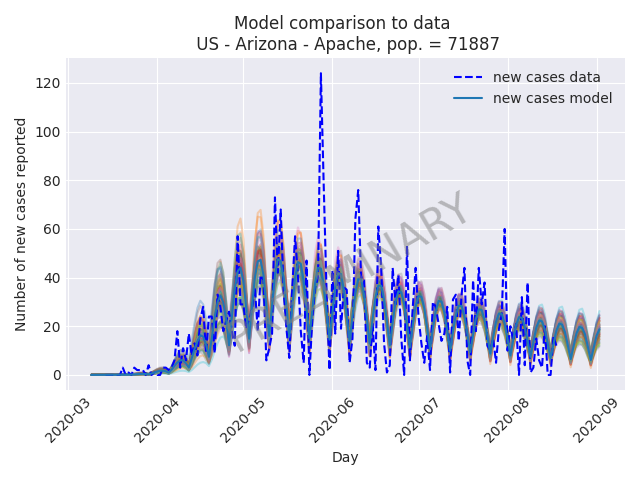 Model comparison to data
US - Arizona - Apache, pop. = 71887
new cases data
new cases model
PRELIMINARY
Number of new cases reported
120
100
80
60
40
20
0
2020-03
2020-04
2020-05
2020-06
2020-07
2020-08
2020-09
Day